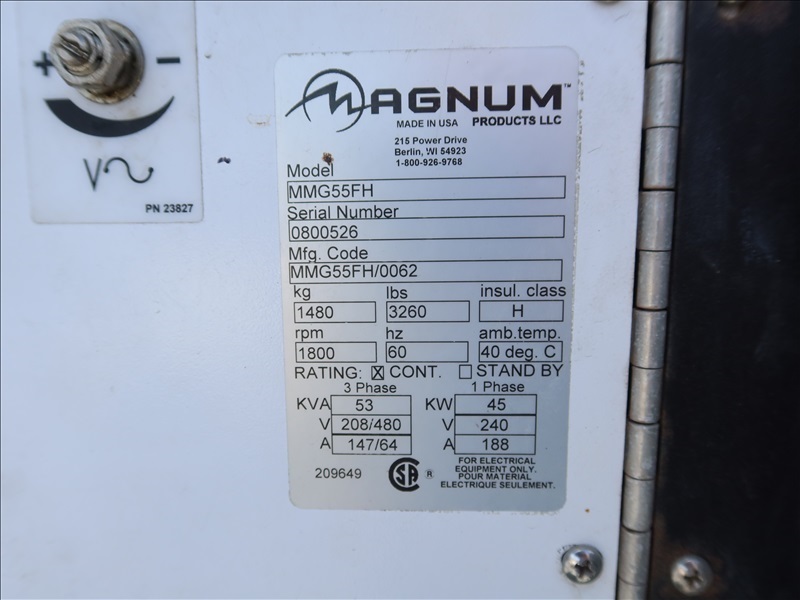 + -
V
PN 23827
MAGNUM™
MADE IN USA PRODUCTS LLC
215 Power Drive
Berlin, WI 54923
1-800-926-9768
Model
MMG55FH
Serial Number
0800526
Mfg. Code
MMG55FH/0062
kg lbs insul. class
1480 3260 H
rpm hz amb.temp.
1800 60 40 deg. C
RATING: X CONT. STAND BY
3 Phase 1 Phase
KVA 53 KW 45
V 208/480 V 240
A 147/64 A 188
209649 SA ® FOR ELECTRICAL
EQUIPMENT ONLY.
POUR MATERIAL
ELECTRIQUE SEULEMENT.